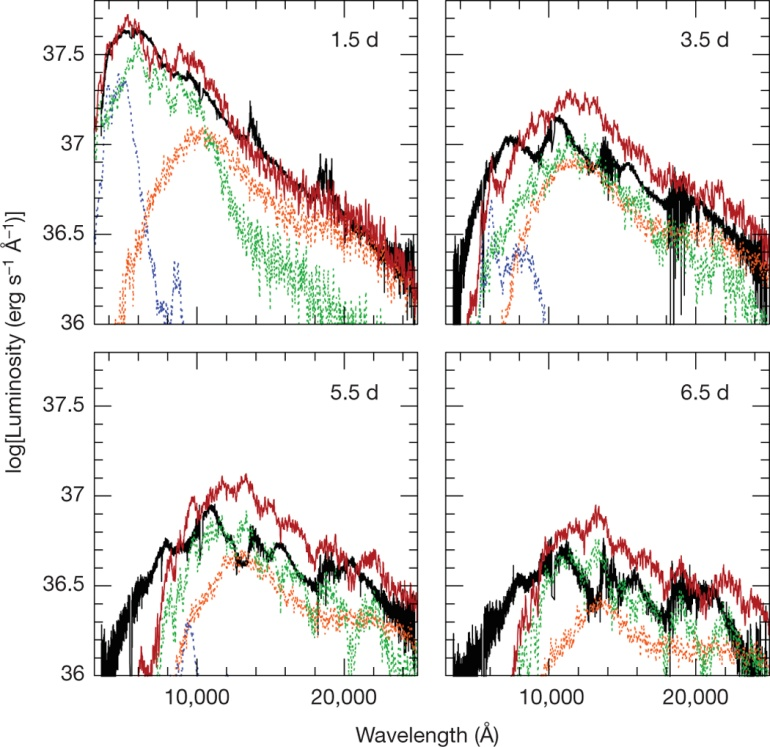 1.5 d
3.5 d
37.5
37
36.5
36
5.5 d
6.5 d
37.5
37
36.5
36
10,000
20,000
10,000
20,000
log[Luminosity (erg s⁻¹ Å⁻¹)]
Wavelength (Å)